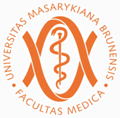 UNIVERSITAS MASARYKIANA BRUNENSIS
• FACULTAS MEDICA •